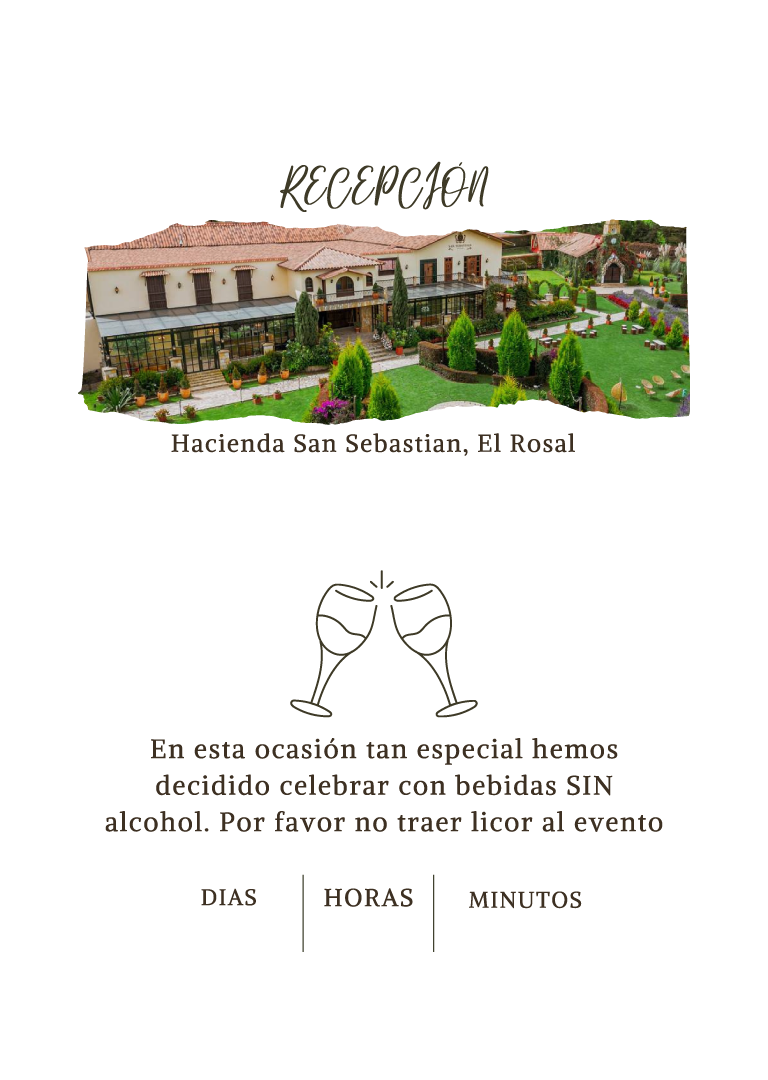 RECEPCIÓN
Hacienda San Sebastian, El Rosal
En esta ocasión tan especial hemos
decidido celebrar con bebidas SIN
alcohol. Por favor no traer licor al evento
DIAS HORAS MINUTOS